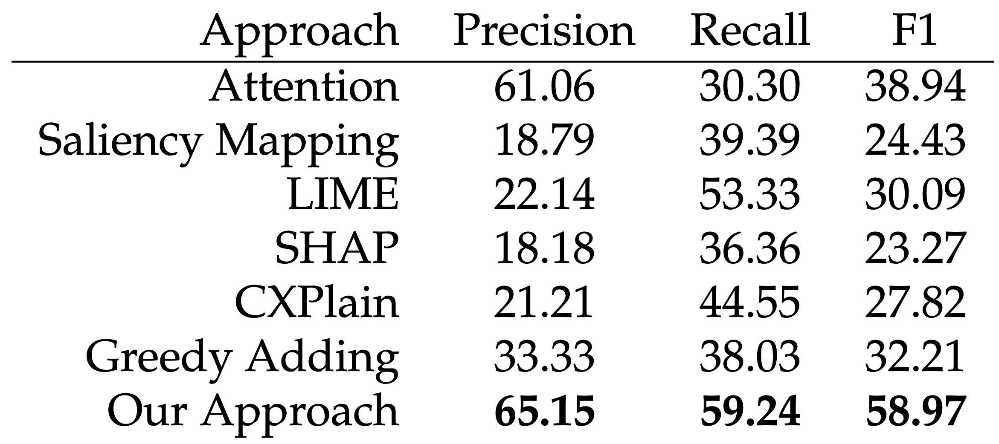 Approach Precision Recall F1
Attention 61.06 30.30 38.94
Saliency Mapping 18.79 39.39 24.43
LIME 22.14 53.33 30.09
SHAP 18.18 36.36 23.27
CXPlain 21.21 44.55 27.82
Greedy Adding 33.33 38.03 32.21
Our Approach 65.15 59.24 58.97